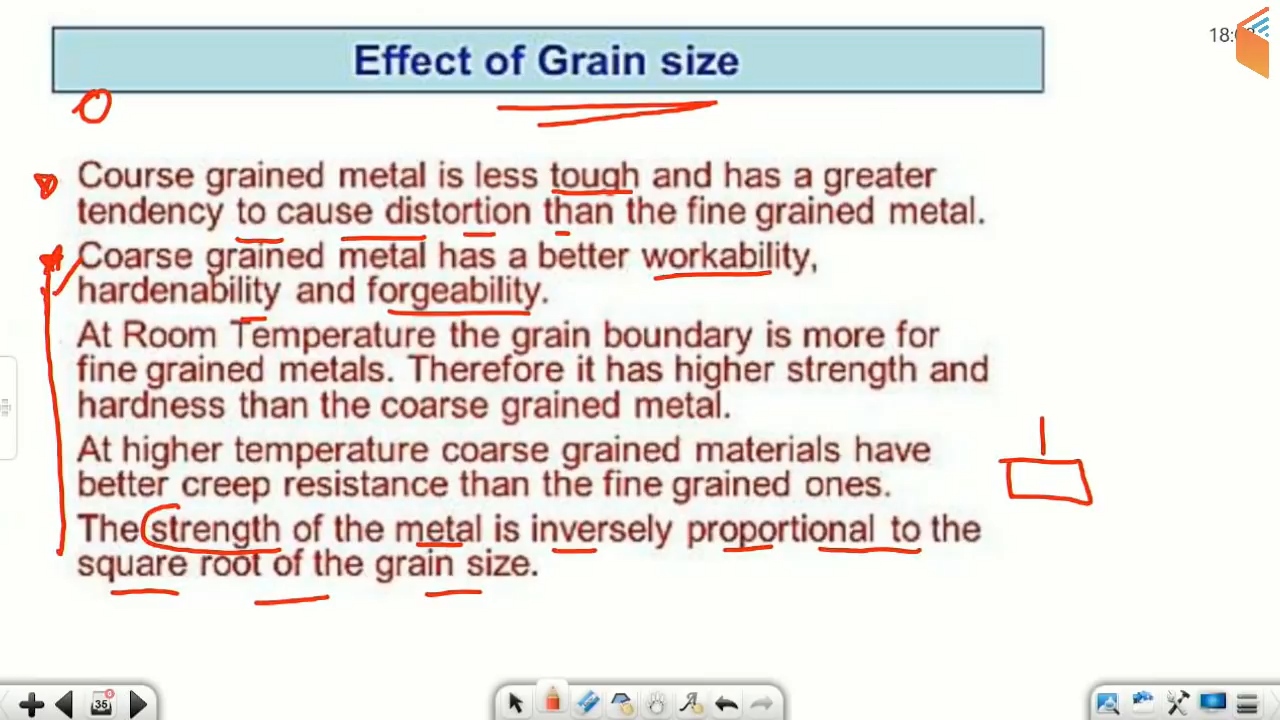 Effect of Grain size
Course grained metal is less tough and has a greater
tendency to cause distortion than the fine grained metal.
Coarse grained metal has a better workability,
hardenability and forgeability.
At Room Temperature the grain boundary is more for
fine grained metals. Therefore it has higher strength and
hardness than the coarse grained metal.
At higher temperature coarse grained materials have
better creep resistance than the fine grained ones.
The strength of the metal is inversely proportional to the
square root of the grain size.
35